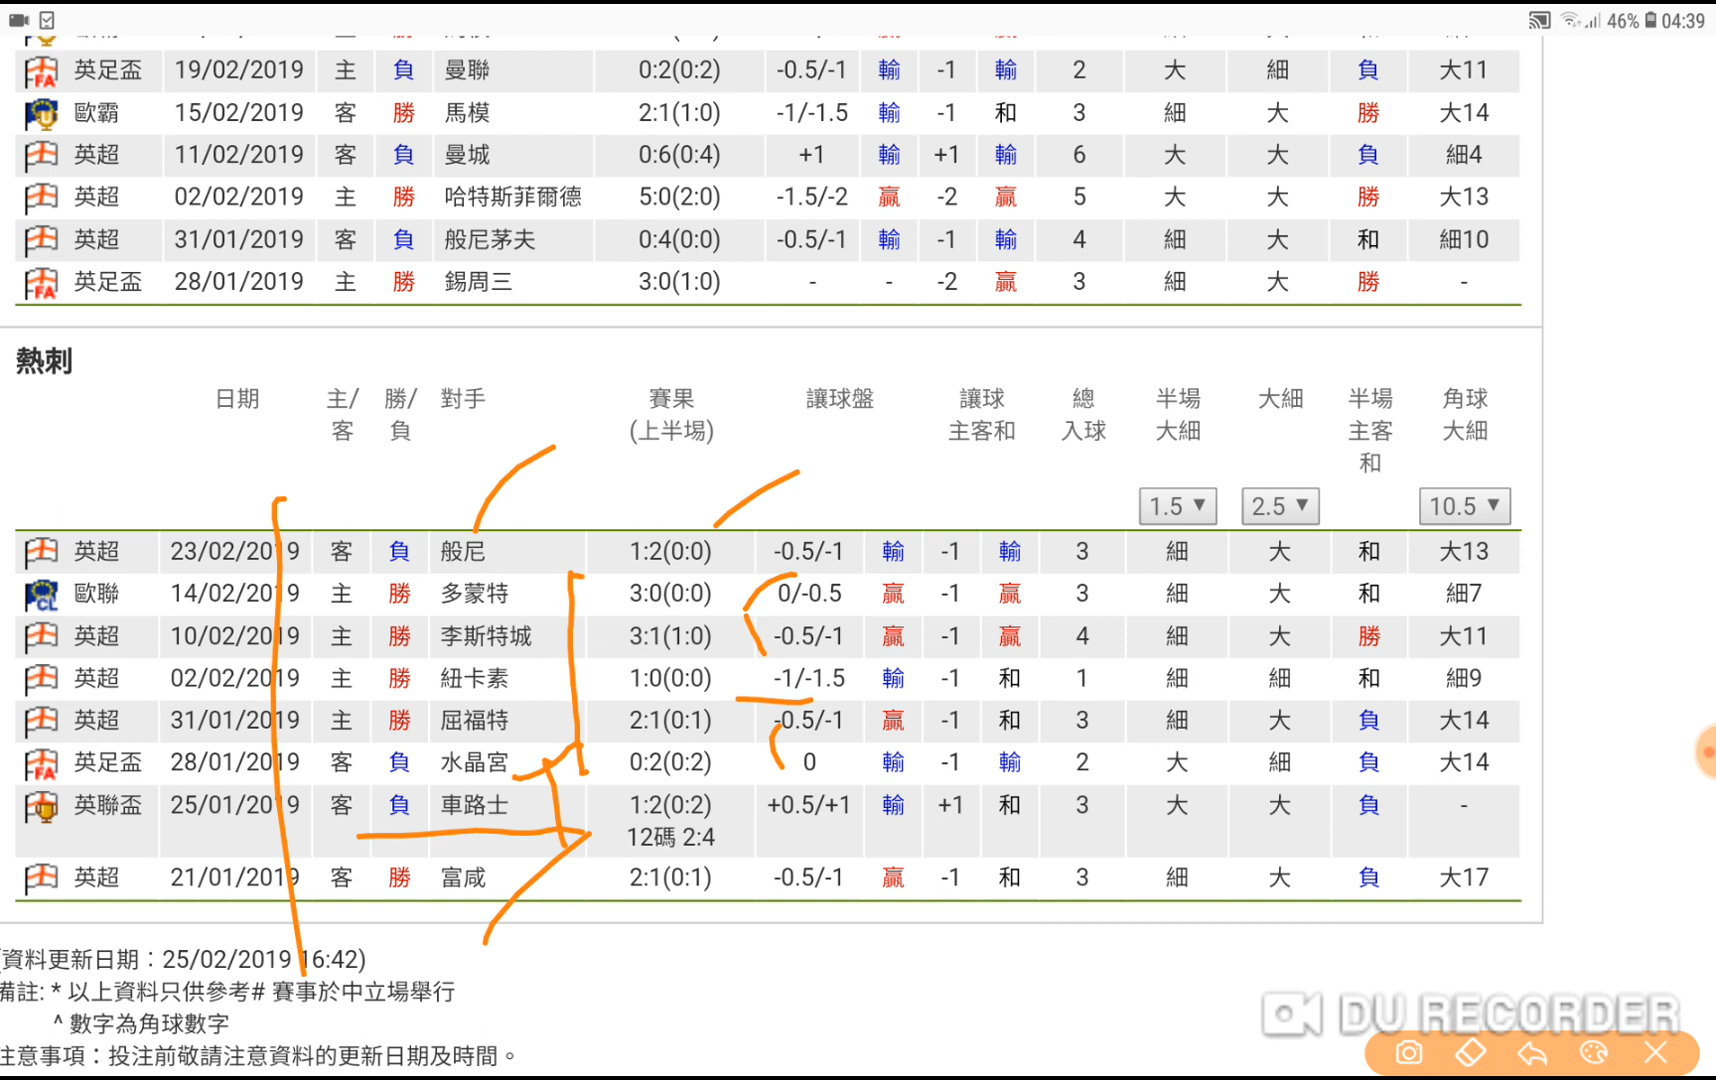 46% 04:39
英足盃 19/02/2019 主 負 曼聯 0:2(0:2) -0.5/-1 輸 -1 輸 2 大 細 負 大11
歐霸 15/02/2019 客 勝 馬模 2:1(1:0) -1/-1.5 輸 -1 和 3 細 大 勝 大14
英超 11/02/2019 客 負 曼城 0:6(0:4) +1 輸 +1 輸 6 大 大 負 細4
英超 02/02/2019 主 勝 哈特斯菲爾德 5:0(2:0) -1.5/-2 贏 -2 贏 5 大 大 勝 大13
英超 31/01/2019 客 負 般尼茅夫 0:4(0:0) -0.5/-1 輸 -1 輸 4 細 大 和 細10
英足盃 28/01/2019 主 勝 錫周三 3:0(1:0) - - -2 贏 3 細 大 勝 -
熱刺
日期 主/ 勝/ 對手 賽果 讓球盤 讓球 總 半場 大細 半場 角球
客 負 (上半場) 主客和 入球 大細 主客 大細
和
1.5 ▼ 2.5 ▼ 10.5 ▼
英超 23/02/2019 客 負 般尼 1:2(0:0) -0.5/-1 輸 -1 輸 3 細 大 和 大13
歐聯 14/02/2019 主 勝 多蒙特 3:0(0:0) 0/-0.5 贏 -1 贏 3 細 大 和 細7
英超 10/02/2019 主 勝 李斯特城 3:1(1:0) -0.5/-1 贏 -1 贏 4 細 大 勝 大11
英超 02/02/2019 主 勝 紐卡素 1:0(0:0) -1/-1.5 輸 -1 和 1 細 細 和 細9
英超 31/01/2019 主 勝 屈福特 2:1(0:1) -0.5/-1 贏 -1 和 3 細 大 負 大14
英足盃 28/01/2019 客 負 水晶宮 0:2(0:2) 0 輸 -1 輸 2 大 細 負 大14
英聯盃 25/01/2019 客 負 車路士 1:2(0:2) +0.5/+1 輸 +1 和 3 大 大 負 -
12碼 2:4
英超 21/01/2019 客 勝 富咸 2:1(0:1) -0.5/-1 贏 -1 和 3 細 大 負 大17
(資料更新日期：25/02/2019 16:42)
備註: * 以上資料只供參考# 賽事於中立場舉行
^ 數字為角球數字
注意事項：投注前敬請注意資料的更新日期及時間。
DU RECORDER